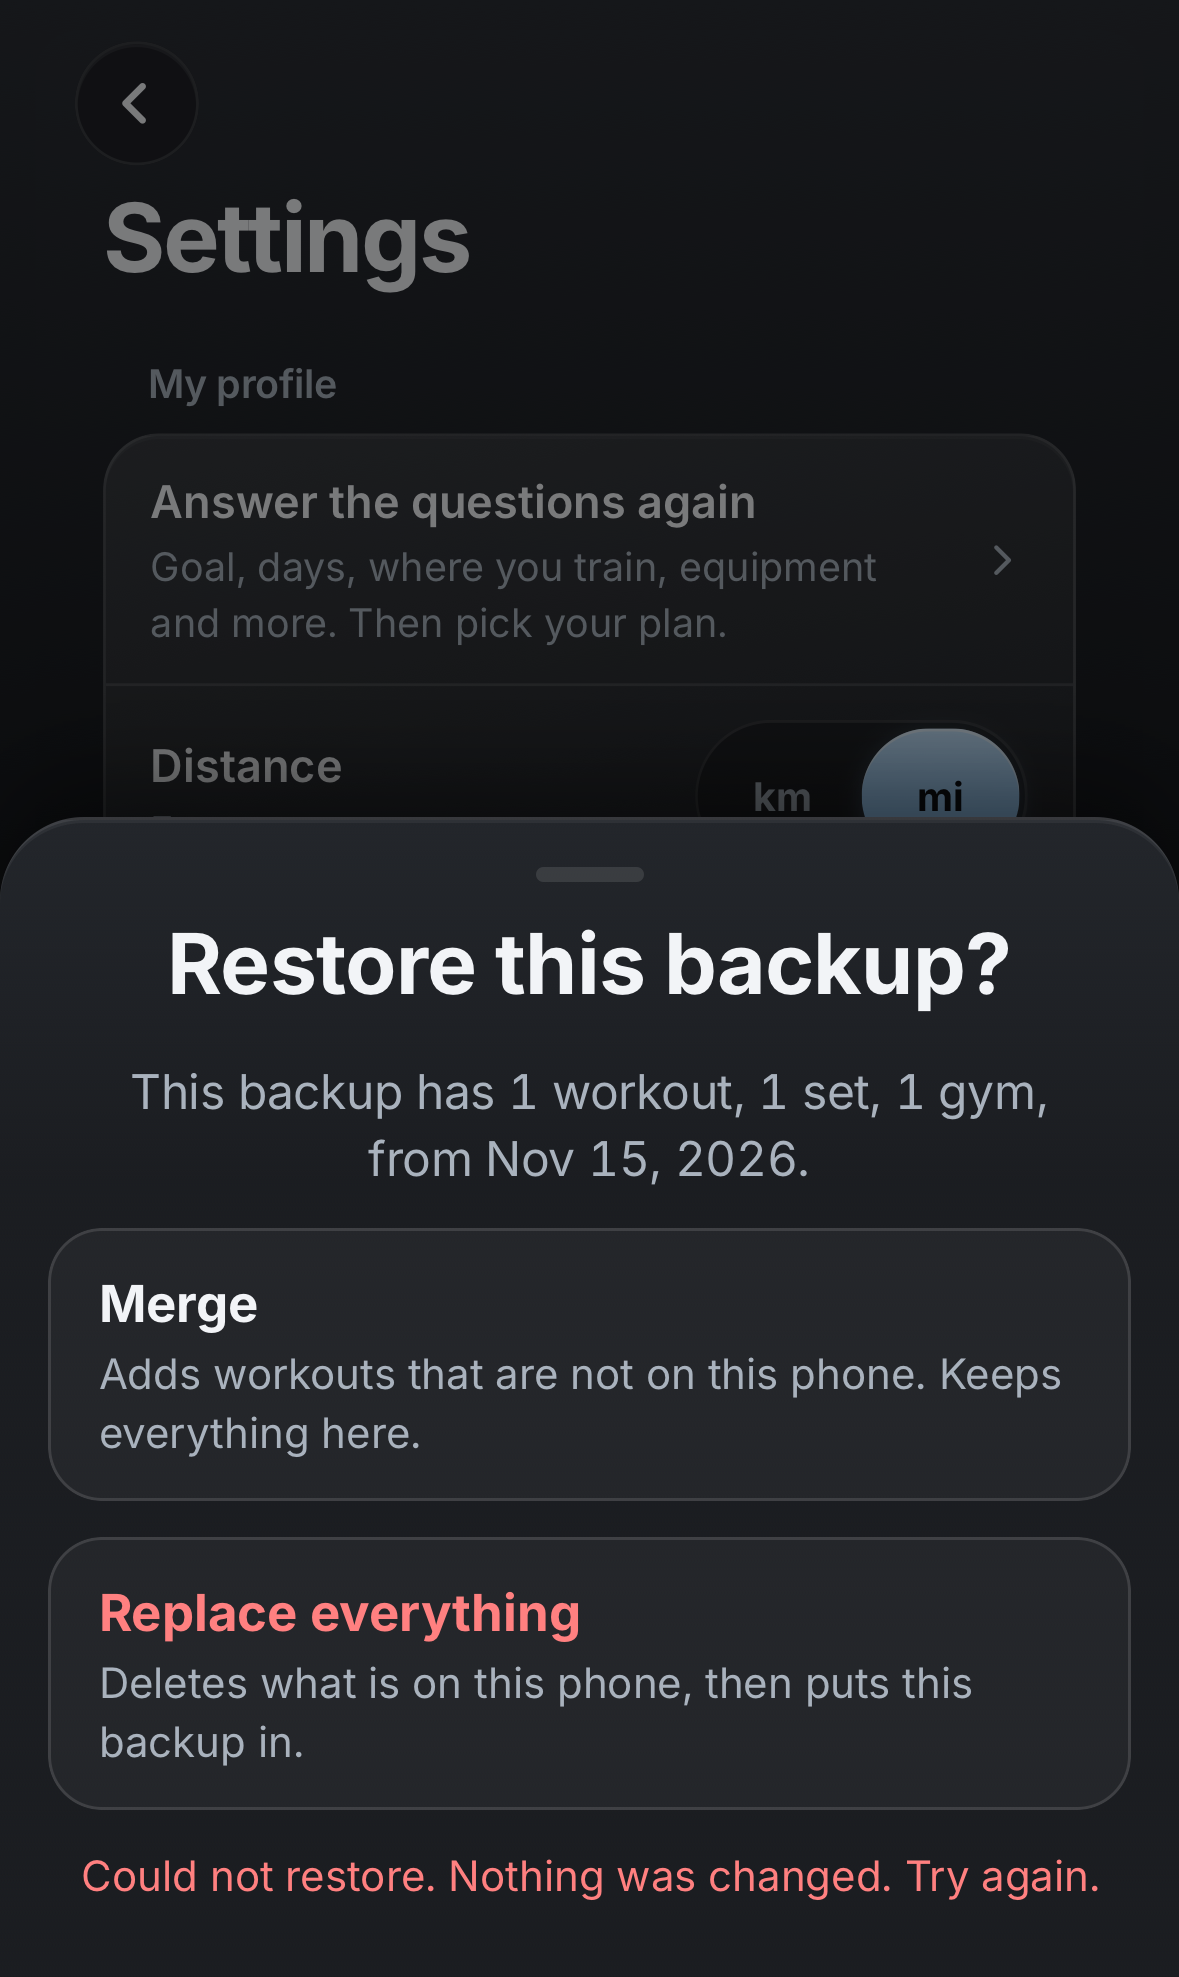 Settings
My profile
Answer the questions again
Goal, days, where you train, equipment
and more. Then pick your plan.
Distance
km
mi
Restore this backup?
This backup has 1 workout, 1 set, 1 gym,
from Nov 15, 2026.
Merge
Adds workouts that are not on this phone. Keeps
everything here.
Replace everything
Deletes what is on this phone, then puts this
backup in.
Could not restore. Nothing was changed. Try again.